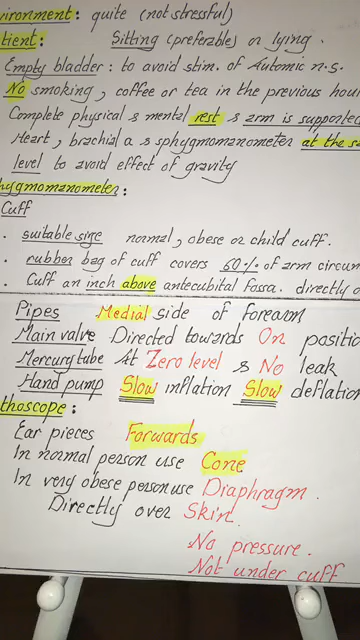 vironment: quite (not stressful)
tient: Sitting (preferable) or lying.
Empty bladder: to avoid stim. of Automic n.s.
No smoking, coffee or tea in the previous hour
Complete physical & mental rest & arm is supported
Heart, brachial a & sphygmomanometer at the sa
level to avoid effect of gravity
hygmomanometer:
Cuff
. suitable size normal, obese or child cuff.
. rubber bag of cuff covers 60% of arm circum
. Cuff an inch above antecubital fossa. directly o
Pipes Medial side of forearm
Main valve Directed towards On positio
Mercury tube At Zero level & No leak
Hand pump Slow inflation Slow deflation
thoscope:
Ear pieces Forwards
In normal person use Cone
In very obese person use Diaphragm.
Directly over Skin.
No pressure.
Not under cuff